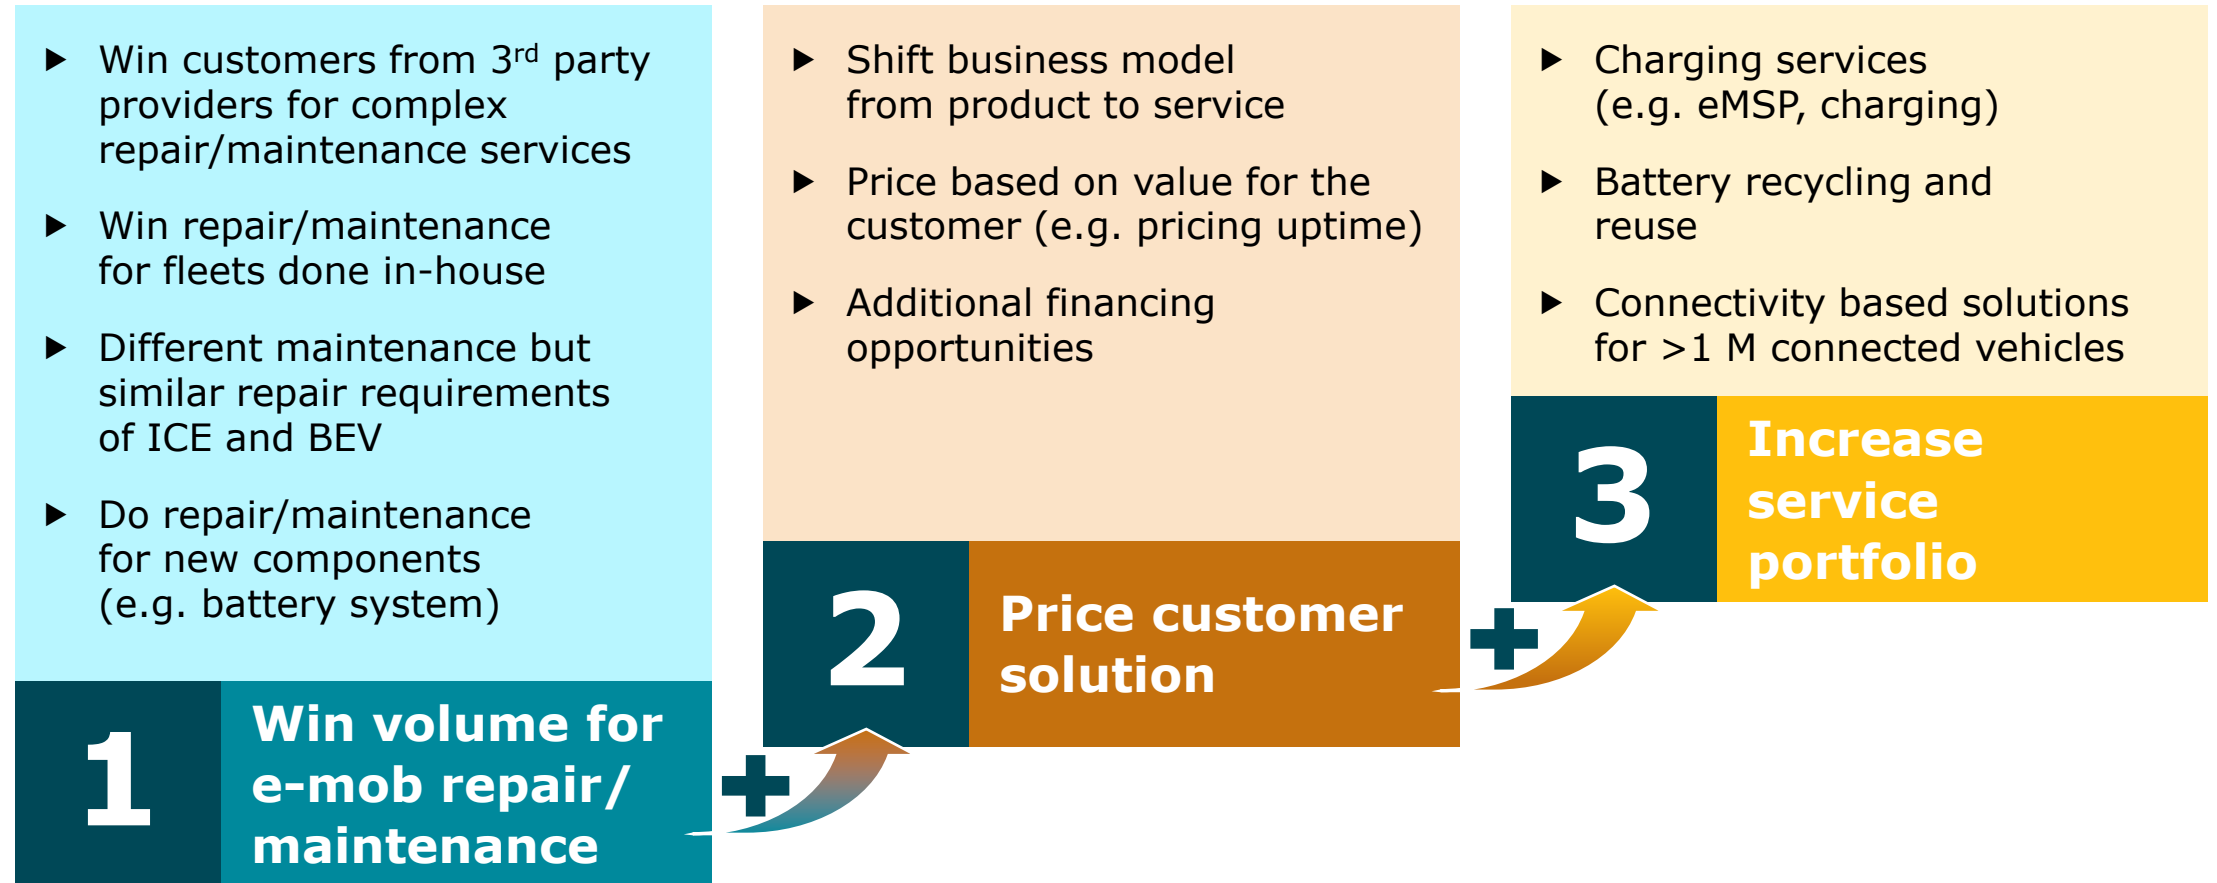 ▶ Win customers from 3rd party
providers for complex
repair/maintenance services
▶ Win repair/maintenance
for fleets done in-house
▶ Different maintenance but
similar repair requirements
of ICE and BEV
▶ Do repair/maintenance
for new components
(e.g. battery system)
1
Win volume for
e-mob repair/
maintenance
▶ Shift business model
from product to service
▶ Price based on value for the
customer (e.g. pricing uptime)
▶ Additional financing
opportunities
2
Price customer
solution
▶ Charging services
(e.g. eMSP, charging)
▶ Battery recycling and
reuse
▶ Connectivity based solutions
for >1 M connected vehicles
3
Increase
service
portfolio